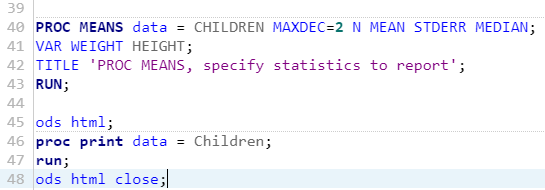 39
40 PROC MEANS data = CHILDREN MAXDEC=2 N MEAN STDERR MEDIAN;
41 VAR WEIGHT HEIGHT;
42 TITLE 'PROC MEANS, specify statistics to report';
43 RUN;
44
45 ods html;
46 proc print data = Children;
47 run;
48 ods html close;